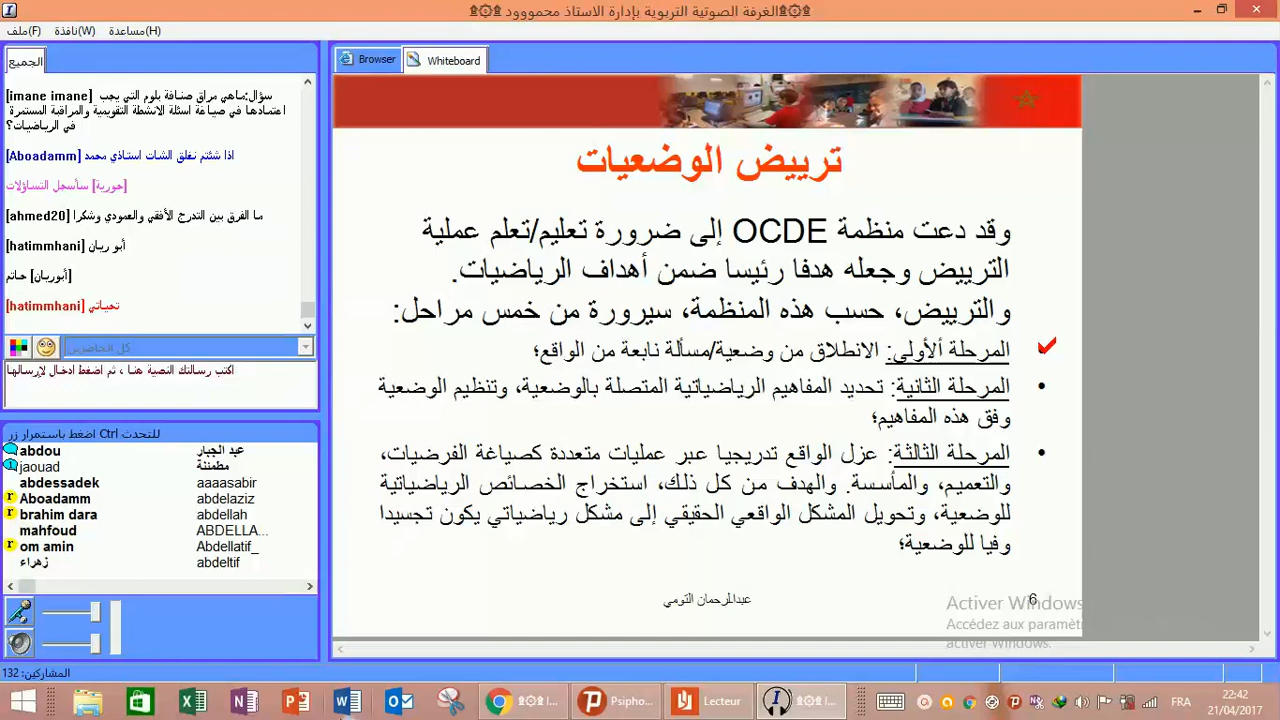 ۩۞۩الغرفة الصوتية التربوية بإدارة الاستاذ محموووود۩۞۩
ملف(F) نافذة(W) مساعدة(H)
الجميع
[imane imane] سؤال:ماهي مراق صنافة بلوم التي يجب
اعتمادها في صياغة اسئلة الانشطة التقويمية والمراقبة المستمرة
في الرياضيات؟
[Aboadamm] اذا شئتم نغلق الشات استاذي محمد
[حورية] سأسجل التساؤلات
[ahmed20] ما الفرق بين التدرج الأفقي والعمودي وشكرا
[hatimmhani] أبو ريان
[أبوريان] حاتم
[hatimmhani] تحياتي
كل الحاضرين
اكتب رسالتك النصية هنا ، ثم اضغط ادخال لإرسالها
للتحدث Ctrl اضغط باستمرار زر
abdou عبد الجبار
jaouad مطمئنة
abdessadek aaaasabir
Aboadamm abdelaziz
brahim dara abdellah
mahfoud ABDELLA...
om amin Abdellatif_
زهراء abdeltif
المشاركين: 132
Browser
Whiteboard
ترييض الوضعيات
وقد دعت منظمة OCDE إلى ضرورة تعليم/تعلم عملية
الترييض وجعله هدفا رئيسا ضمن أهداف الرياضيات.
والترييض، حسب هذه المنظمة، سيرورة من خمس مراحل:
المرحلة الأولى: الانطلاق من وضعية/مسألة نابعة من الواقع؛
• المرحلة الثانية: تحديد المفاهيم الرياضياتية المتصلة بالوضعية، وتنظيم الوضعية
وفق هذه المفاهيم؛
• المرحلة الثالثة: عزل الواقع تدريجيا عبر عمليات متعددة كصياغة الفرضيات،
والتعميم، والمأسسة. والهدف من كل ذلك، استخراج الخصائص الرياضياتية
للوضعية، وتحويل المشكل الواقعي الحقيقي إلى مشكل رياضياتي يكون تجسيدا
وفيا للوضعية؛
عبدالرحمان التومي
6
Activer Windows
Accédez aux paramèt
activer Windows.
Psipho...
Lecteur
FRA
22:42
21/04/2017